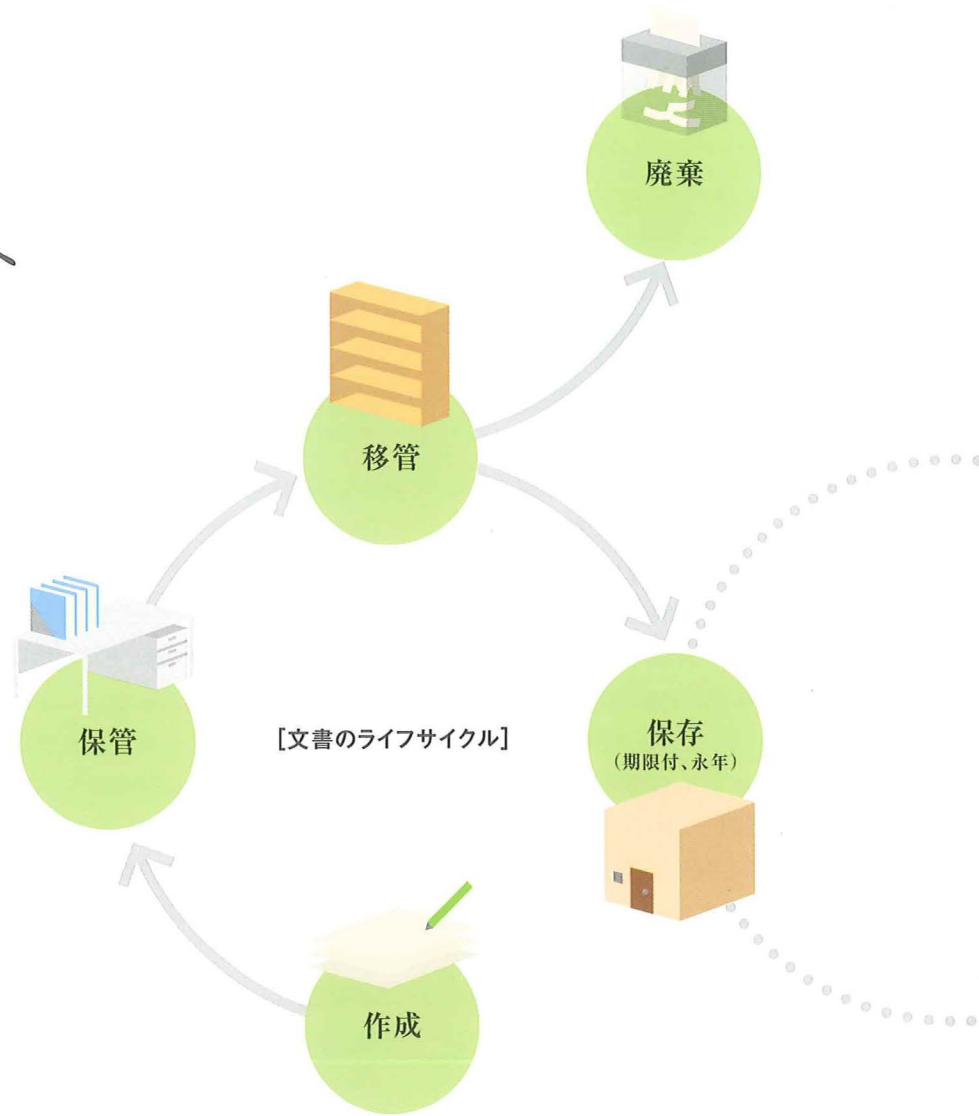 廃棄
移管
保管
[文書のライフサイクル]
保存
(期限付、永年)
作成